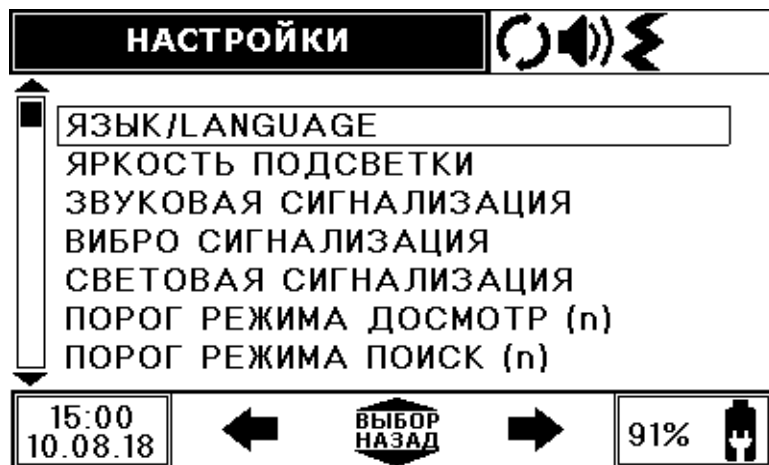 НАСТРОЙКИ
ЯЗЫК/LANGUAGE
ЯРКОСТЬ ПОДСВЕТКИ
ЗВУКОВАЯ СИГНАЛИЗАЦИЯ
ВИБРО СИГНАЛИЗАЦИЯ
СВЕТОВАЯ СИГНАЛИЗАЦИЯ
ПОРОГ РЕЖИМА ДОСМОТР (n)
ПОРОГ РЕЖИМА ПОИСК (n)
15:00
10.08.18
ВЫБОР
НАЗАД
91%